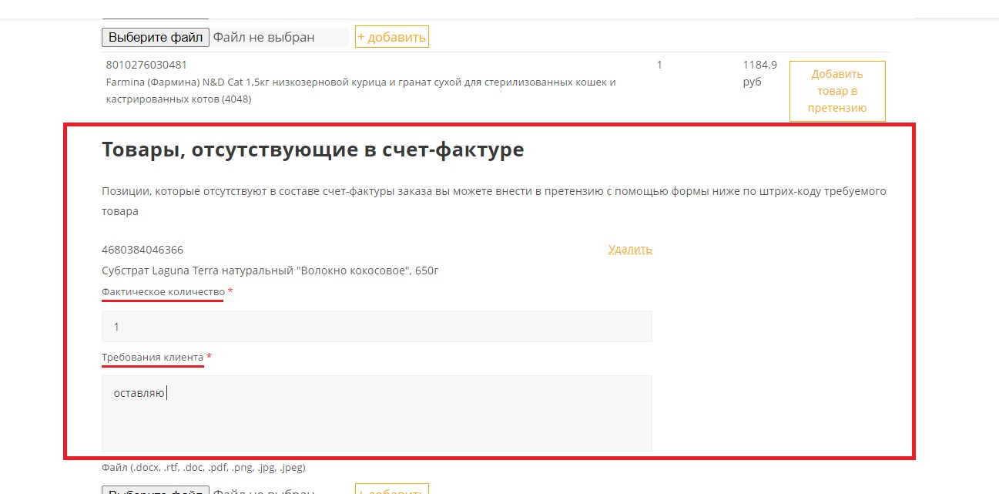 Выберите файл Файл не выбран + добавить
8010276030481 1 1184.9
Farmina (Фармина) N&D Cat 1,5кг низкозерновой курица и гранат сухой для стерилизованных кошек и руб
кастрированных котов (4048)
Добавить
товар в
претензию
Товары, отсутствующие в счет-фактуре
Позиции, которые отсутствуют в составе счет-фактуры заказа вы можете внести в претензию с помощью формы ниже по штрих-коду требуемого
товара
4680384046366 Удалить
Субстрат Laguna Terra натуральный "Волокно кокосовое", 650г
Фактическое количество *
1
Требования клиента *
оставляю
Файл (.docx, .rtf, .doc, .pdf, .png, .jpg, .jpeg)
Выберите файл Файл не выбран + добавить